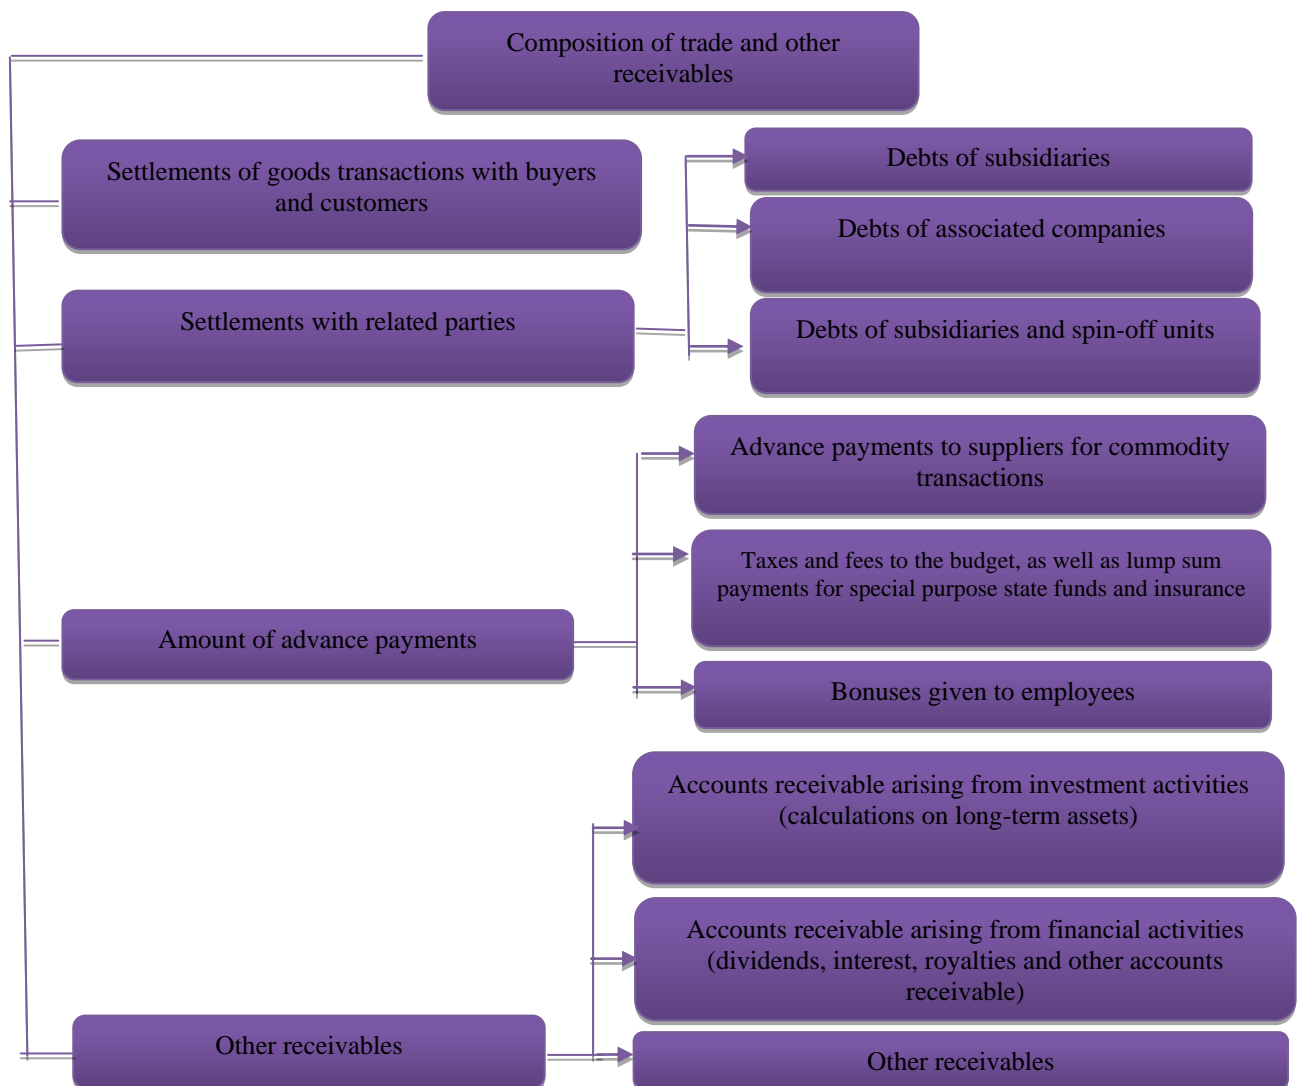 Composition of trade and other
receivables
Settlements of goods transactions with buyers
and customers
Settlements with related parties
Debts of subsidiaries
Debts of associated companies
Debts of subsidiaries and spin-off units
Amount of advance payments
Advance payments to suppliers for commodity
transactions
Taxes and fees to the budget, as well as lump sum
payments for special purpose state funds and insurance
Bonuses given to employees
Other receivables
Accounts receivable arising from investment activities
(calculations on long-term assets)
Accounts receivable arising from financial activities
(dividends, interest, royalties and other accounts
receivable)
Other receivables